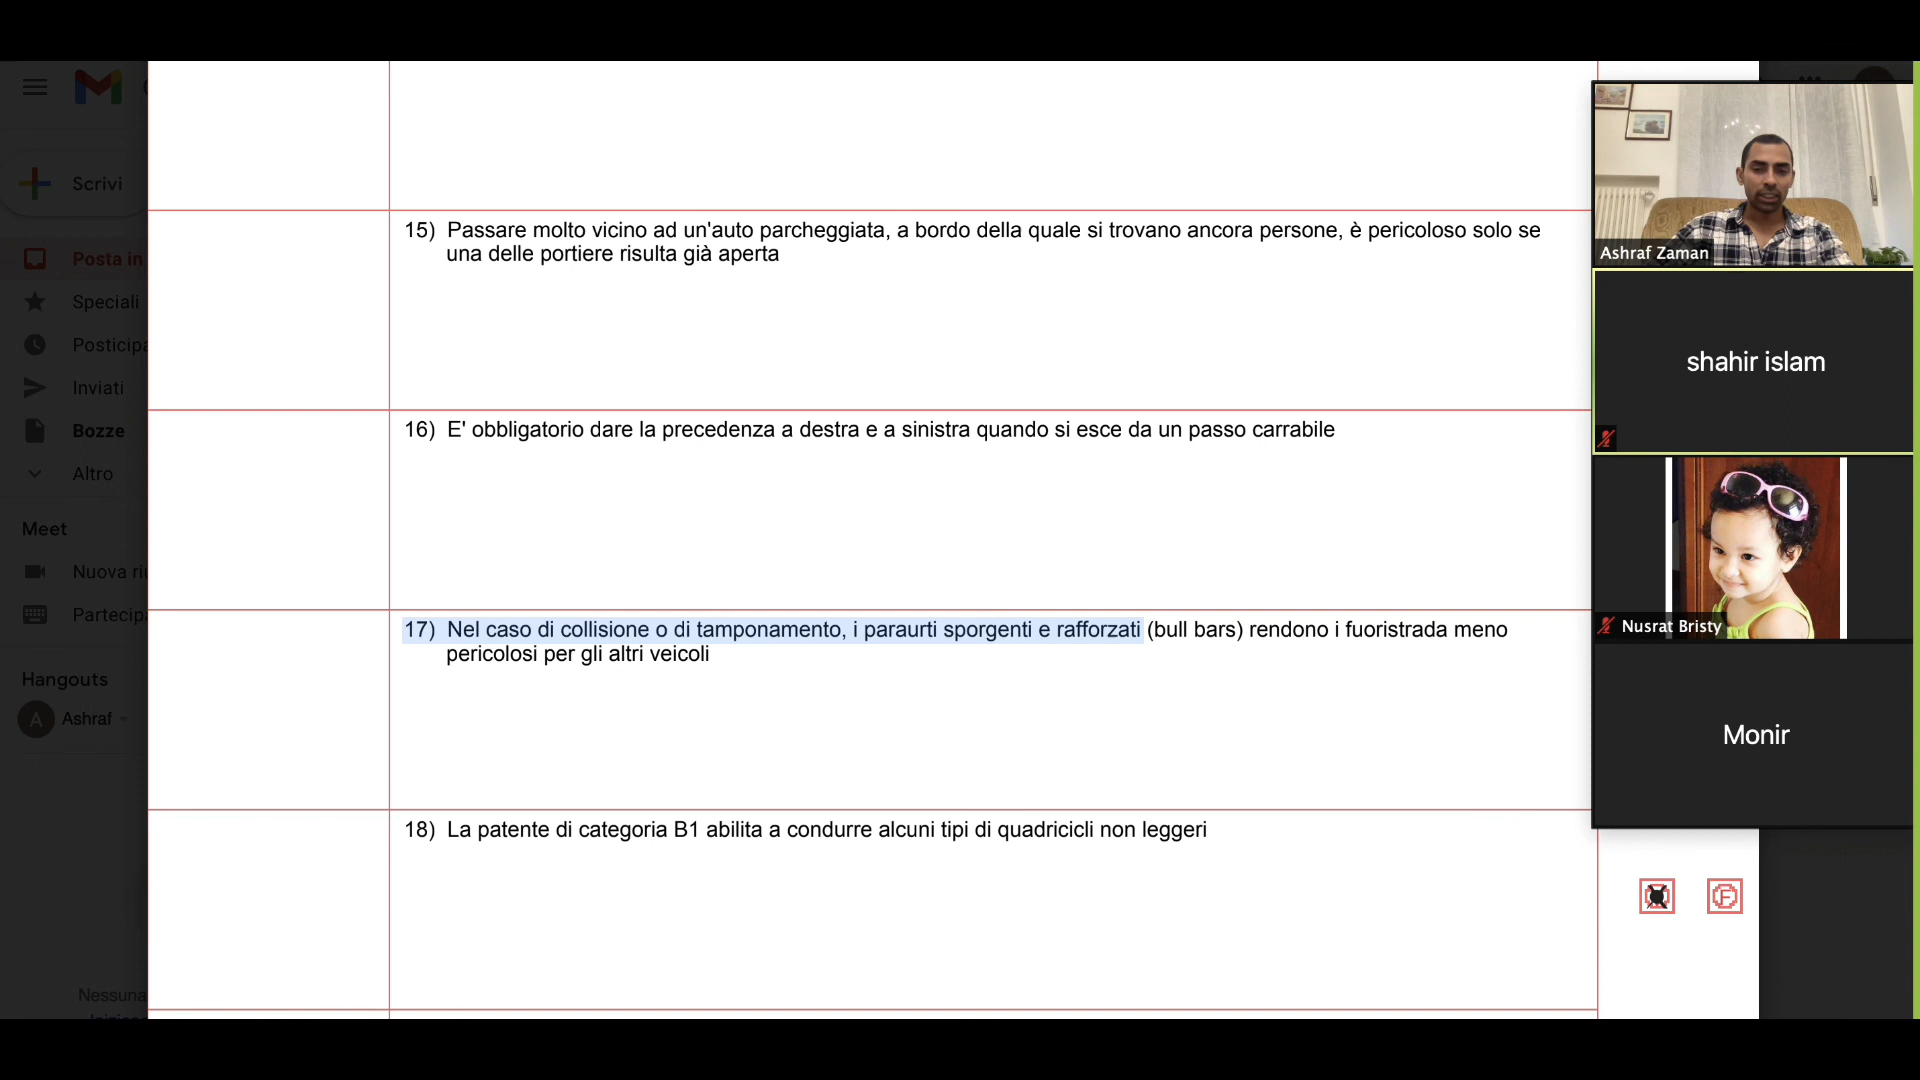 Scrivi
Posta in
Speciali
Posticipa
Inviati
Bozze
Altro
Meet
Nuova riu
Partecipa
Hangouts
A Ashraf
Nessuna
15) Passare molto vicino ad un'auto parcheggiata, a bordo della quale si trovano ancora persone, è pericoloso solo se
una delle portiere risulta già aperta
16) E' obbligatorio dare la precedenza a destra e a sinistra quando si esce da un passo carrabile
17) Nel caso di collisione o di tamponamento, i paraurti sporgenti e rafforzati (bull bars) rendono i fuoristrada meno
pericolosi per gli altri veicoli
18) La patente di categoria B1 abilita a condurre alcuni tipi di quadricicli non leggeri
F
Ashraf Zaman
shahir islam
Nusrat Bristy
Monir